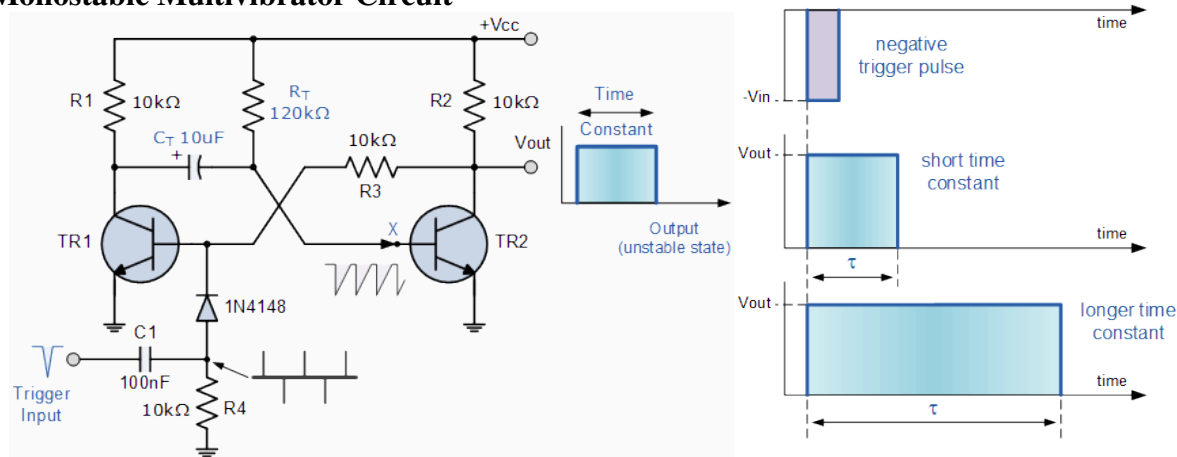 Monostable Multivibrator Circuit
+Vcc
R1
10kΩ
RT
120kΩ
R2
10kΩ
CT 10uF
+
10kΩ
R3
Vout
Time
Constant
Output
(unstable state)
TR1
X
TR2
1N4148
C1
100nF
Trigger
Input
10kΩ
R4
time
negative
trigger pulse
-Vin
Vout
short time
constant
time
τ
Vout
longer time
constant
time
τ